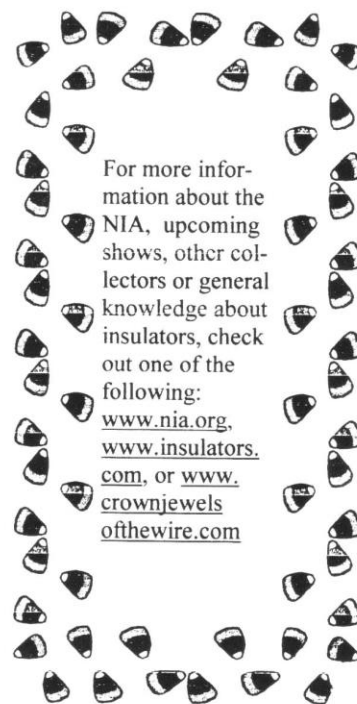 For more infor-
mation about the
NIA, upcoming
shows, other col-
lectors or general
knowledge about
insulators, check
out one of the
following:
www.nia.org,
www.insulators.
com, or www.
crownjewels
ofthewire.com